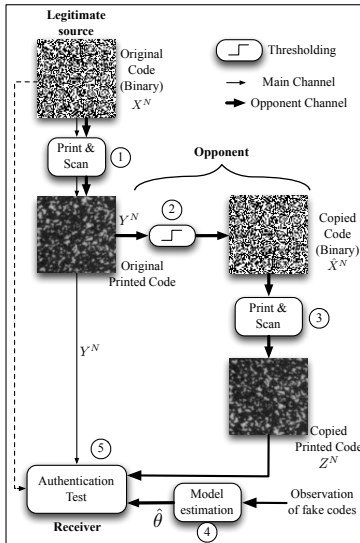 Legitimate
source
Original
Code
(Binary)
X^N
Thresholding
Main Channel
Opponent Channel
Print &
Scan
1
Opponent
Y^N
2
Original
Printed Code
Copied
Code
(Binary)
X̂^N
Print &
Scan
3
Y^N
Copied
Printed Code
Z^N
5
Authentication
Test
Receiver
θ̂
Model
estimation
4
Observation
of fake codes